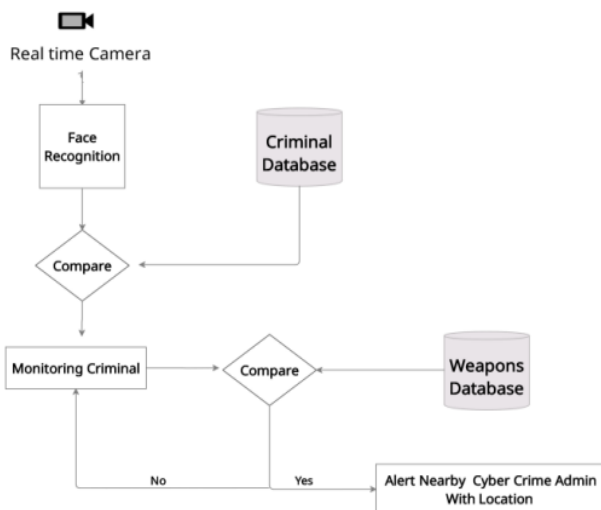 Real time Camera
Face
Recognition
Criminal
Database
Compare
Monitoring Criminal
Compare
Weapons
Database
No
Yes
Alert Nearby Cyber Crime Admin
With Location